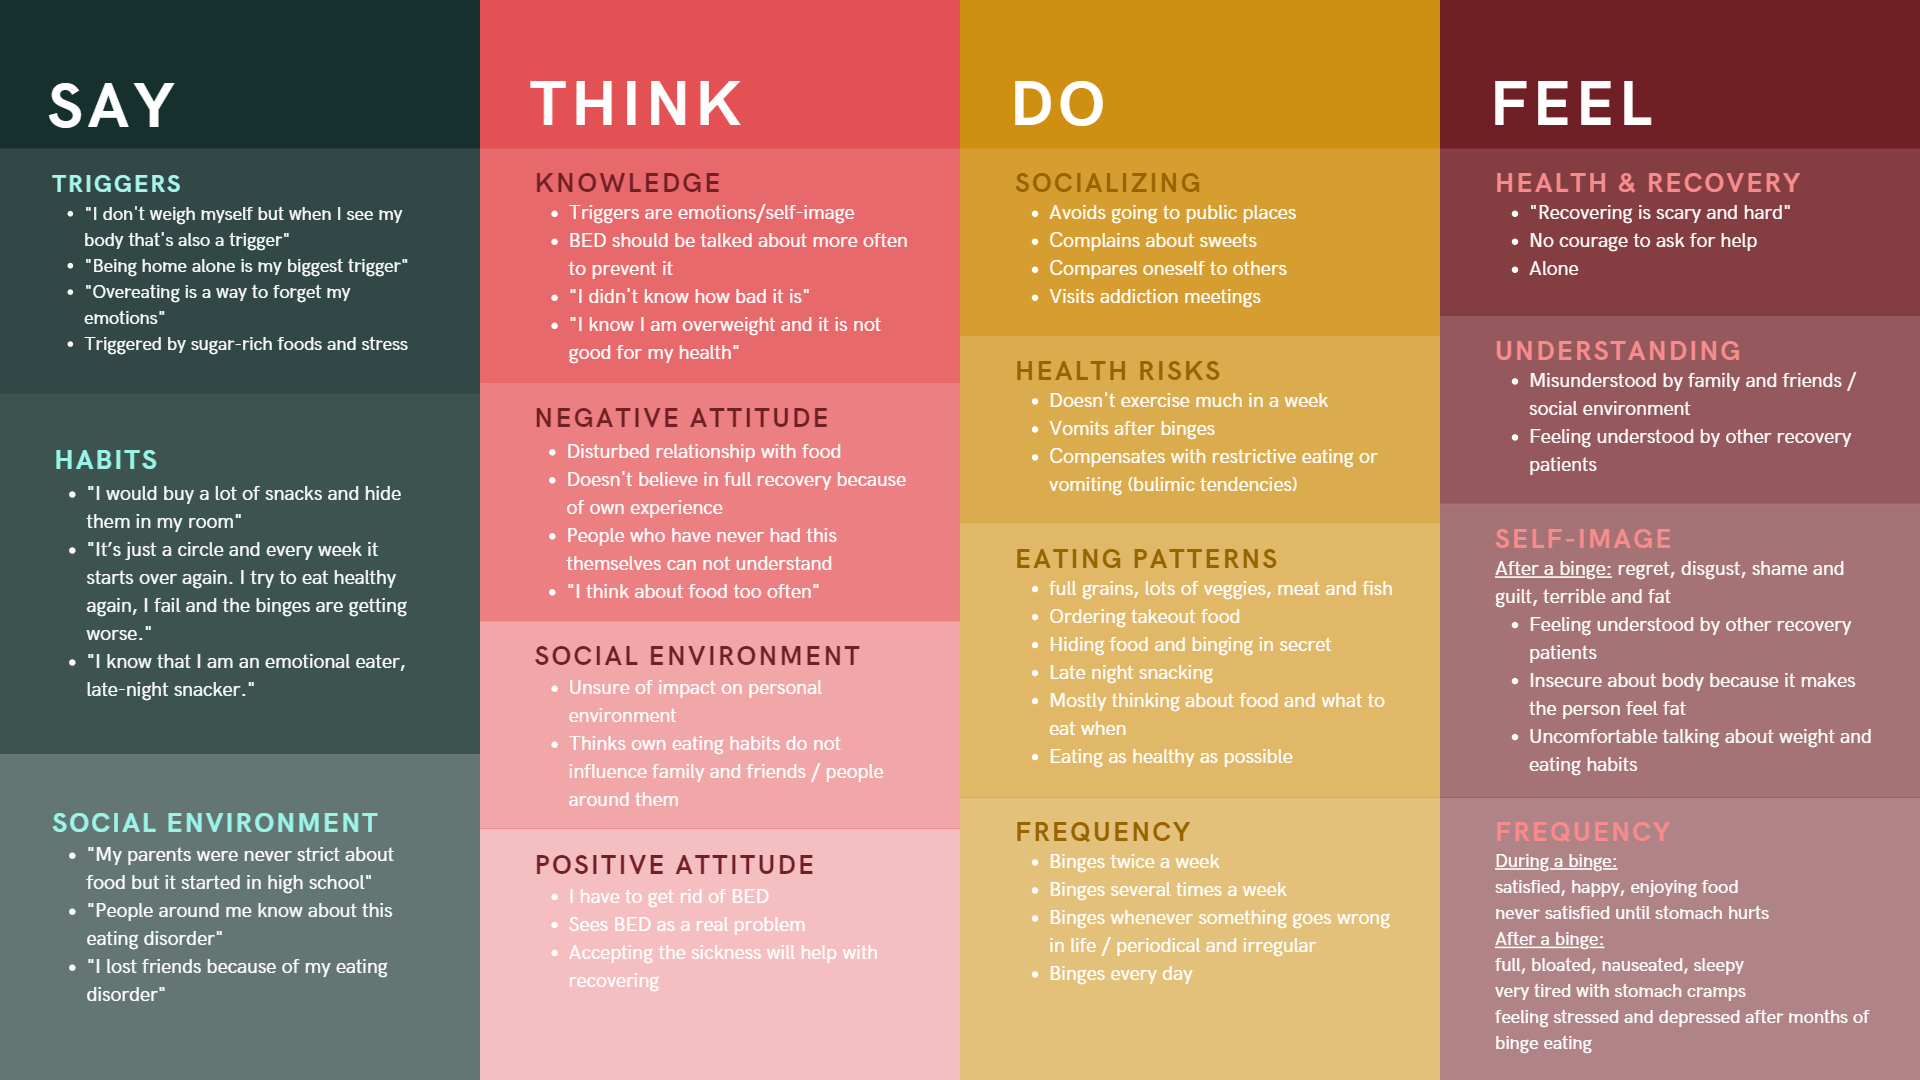 SAY
TRIGGERS
• "I don't weigh myself but when I see my
body that's also a trigger"
• "Being home alone is my biggest trigger"
• "Overeating is a way to forget my
emotions"
• Triggered by sugar-rich foods and stress
HABITS
• "I would buy a lot of snacks and hide
them in my room"
• "It’s just a circle and every week it
starts over again. I try to eat healthy
again, I fail and the binges are getting
worse."
• "I know that I am an emotional eater,
late-night snacker."
SOCIAL ENVIRONMENT
• "My parents were never strict about
food but it started in high school"
• "People around me know about this
eating disorder"
• "I lost friends because of my eating
disorder"
THINK
KNOWLEDGE
• Triggers are emotions/self-image
• BED should be talked about more often
to prevent it
• "I didn't know how bad it is"
• "I know I am overweight and it is not
good for my health"
NEGATIVE ATTITUDE
• Disturbed relationship with food
• Doesn't believe in full recovery because
of own experience
• People who have never had this
themselves can not understand
• "I think about food too often"
SOCIAL ENVIRONMENT
• Unsure of impact on personal
environment
• Thinks own eating habits do not
influence family and friends / people
around them
POSITIVE ATTITUDE
• I have to get rid of BED
• Sees BED as a real problem
• Accepting the sickness will help with
recovering
DO
SOCIALIZING
• Avoids going to public places
• Complains about sweets
• Compares oneself to others
• Visits addiction meetings
HEALTH RISKS
• Doesn't exercise much in a week
• Vomits after binges
• Compensates with restrictive eating or
vomiting (bulimic tendencies)
EATING PATTERNS
• full grains, lots of veggies, meat and fish
• Ordering takeout food
• Hiding food and binging in secret
• Late night snacking
• Mostly thinking about food and what to
eat when
• Eating as healthy as possible
FREQUENCY
• Binges twice a week
• Binges several times a week
• Binges whenever something goes wrong
in life / periodical and irregular
• Binges every day
FEEL
HEALTH & RECOVERY
• "Recovering is scary and hard"
• No courage to ask for help
• Alone
UNDERSTANDING
• Misunderstood by family and friends /
social environment
• Feeling understood by other recovery
patients
SELF-IMAGE
After a binge: regret, disgust, shame and
guilt, terrible and fat
• Feeling understood by other recovery
patients
• Insecure about body because it makes
the person feel fat
• Uncomfortable talking about weight and
eating habits
FREQUENCY
During a binge:
satisfied, happy, enjoying food
never satisfied until stomach hurts
After a binge:
full, bloated, nauseated, sleepy
very tired with stomach cramps
feeling stressed and depressed after months of
binge eating